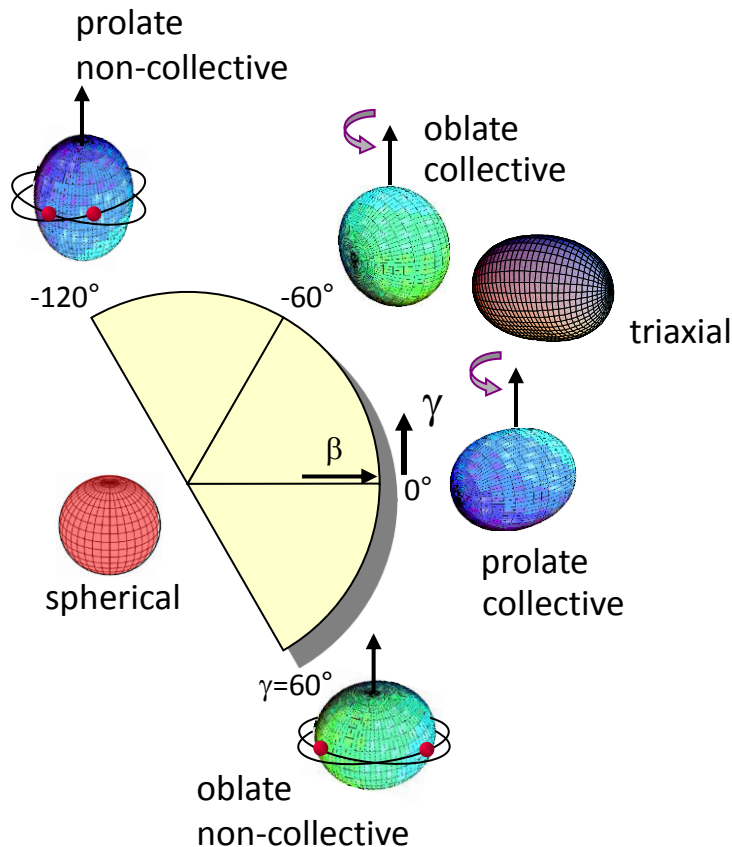 prolate
non-collective
oblate
collective
-120°
-60°
triaxial
γ
β
0°
spherical
prolate
collective
γ=60°
oblate
non-collective